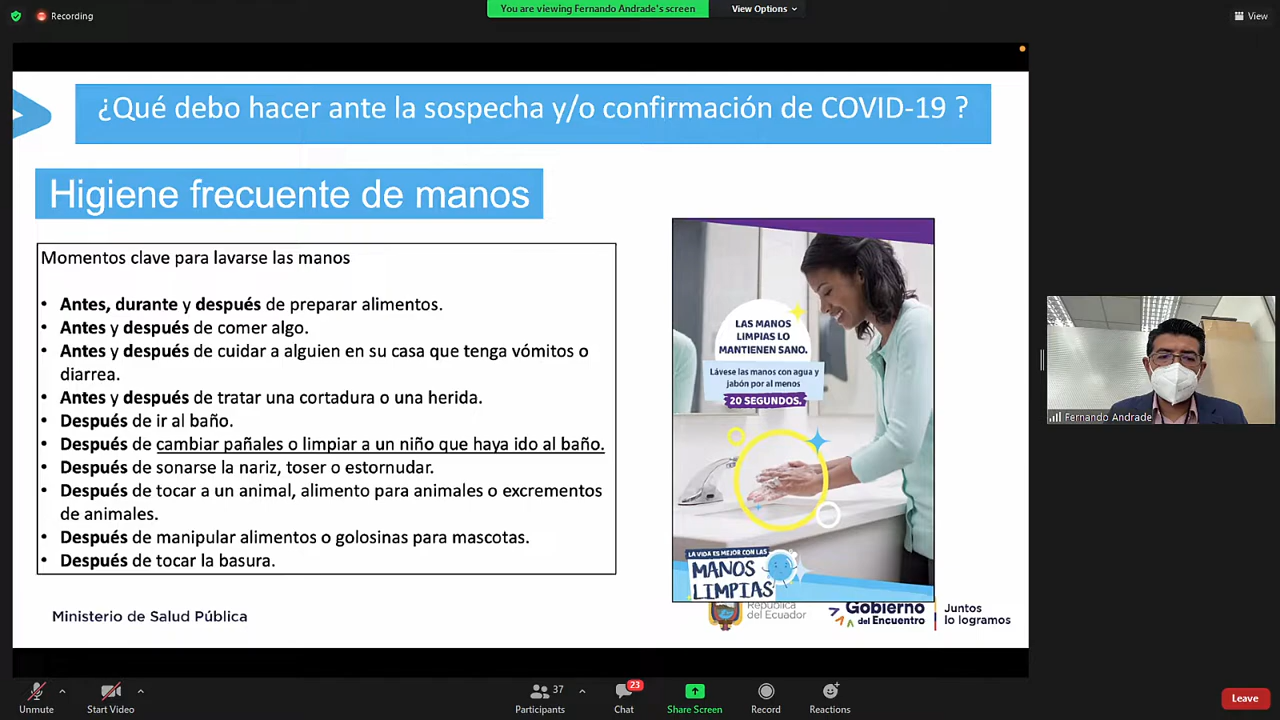 Recording
You are viewing Fernando Andrade's screen
View Options
View
¿Qué debo hacer ante la sospecha y/o confirmación de COVID-19 ?
Higiene frecuente de manos
Momentos clave para lavarse las manos
• Antes, durante y después de preparar alimentos.
• Antes y después de comer algo.
• Antes y después de cuidar a alguien en su casa que tenga vómitos o
diarrea.
• Antes y después de tratar una cortadura o una herida.
• Después de ir al baño.
• Después de cambiar pañales o limpiar a un niño que haya ido al baño.
• Después de sonarse la nariz, toser o estornudar.
• Después de tocar a un animal, alimento para animales o excrementos
de animales.
• Después de manipular alimentos o golosinas para mascotas.
• Después de tocar la basura.
LAS MANOS
LIMPIAS LO
MANTIENEN SANO.
Lávese las manos con agua y
jabón por al menos
20 SEGUNDOS.
LA VIDA ES MEJOR CON LAS
MANOS
LIMPIAS
Ministerio de Salud Pública
República
del Ecuador
Gobierno
del Encuentro
Juntos
lo logramos
Fernando Andrade
Unmute
Start Video
37
Participants
23
Chat
Share Screen
Record
Reactions
Leave